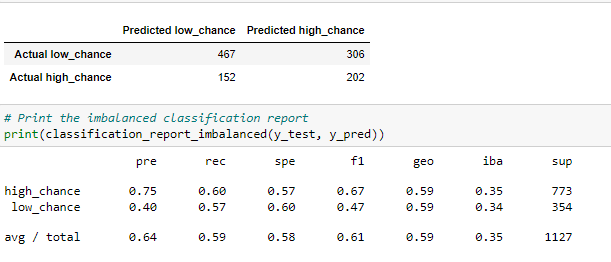 Predicted low_chance Predicted high_chance
Actual low_chance 467 306
Actual high_chance 152 202
# Print the imbalanced classification report
print(classification_report_imbalanced(y_test, y_pred))
pre rec spe f1 geo iba sup
high_chance 0.75 0.60 0.57 0.67 0.59 0.35 773
low_chance 0.40 0.57 0.60 0.47 0.59 0.34 354
avg / total 0.64 0.59 0.58 0.61 0.59 0.35 1127